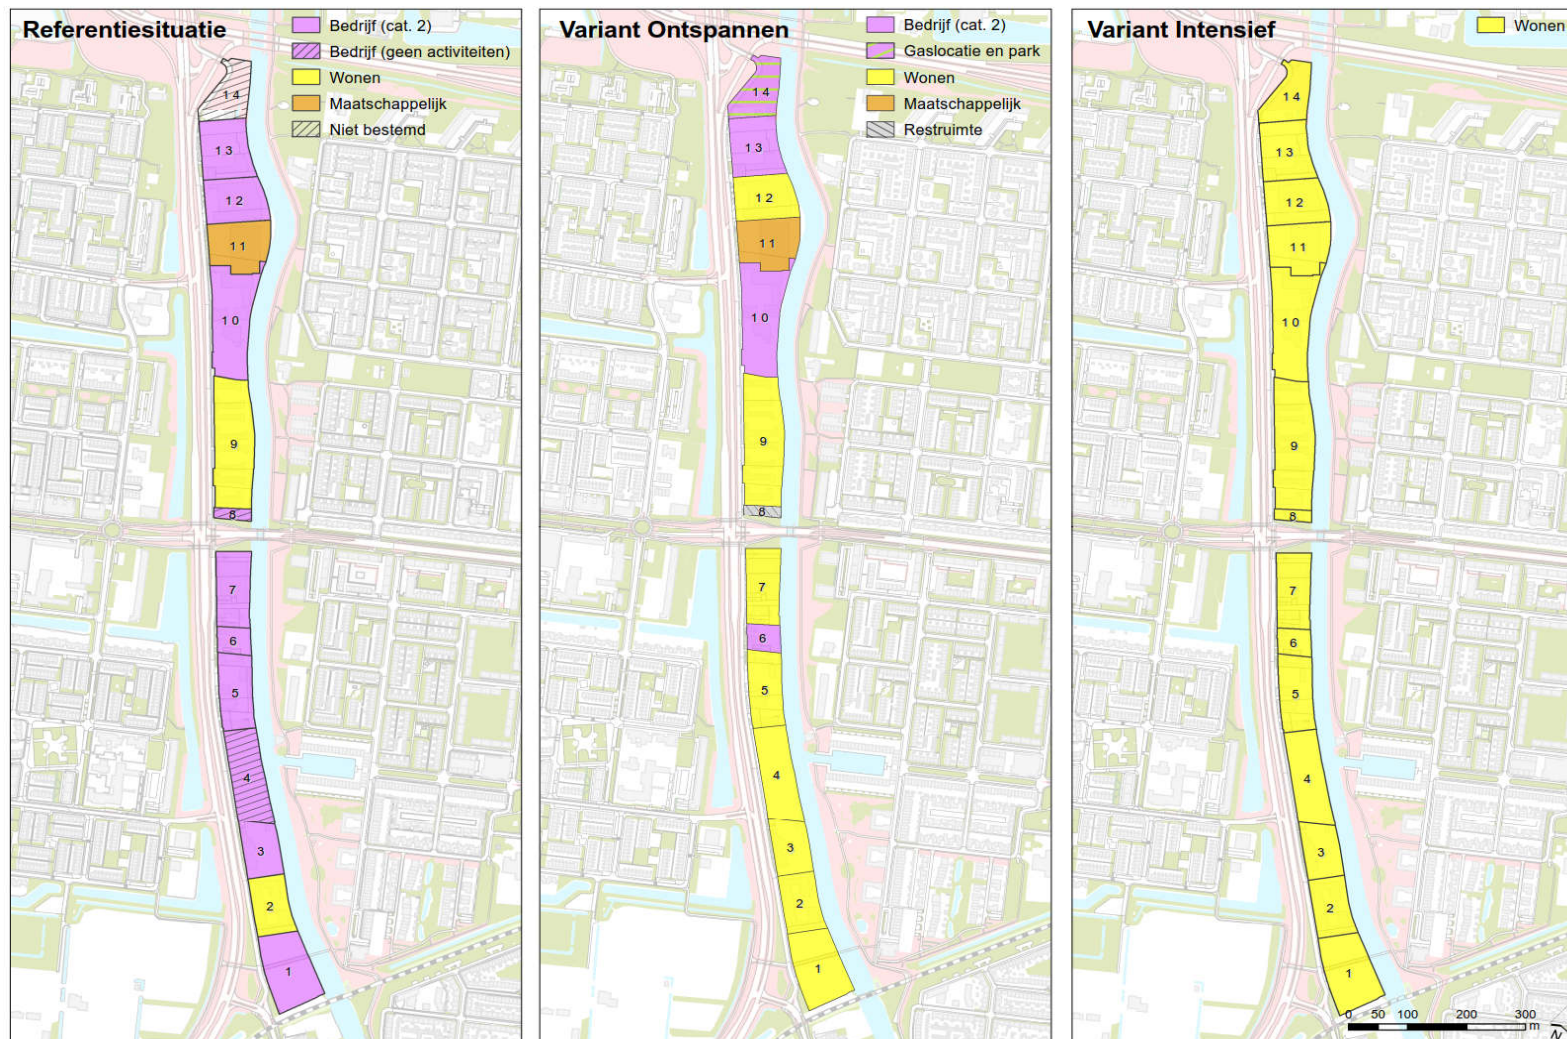 Referentiesituatie
Bedrijf (cat. 2)
Bedrijf (geen activiteiten)
Wonen
Maatschappelijk
Niet bestemd
14
13
12
11
10
9
8
7
6
5
4
3
2
1
Variant Ontspannen
Bedrijf (cat. 2)
Gaslocatie en park
Wonen
Maatschappelijk
Restruimte
14
13
12
11
10
9
8
7
6
5
4
3
2
1
Variant Intensief
Wonen
14
13
12
11
10
9
8
7
6
5
4
3
2
1
0 50 100 200 300
m
N